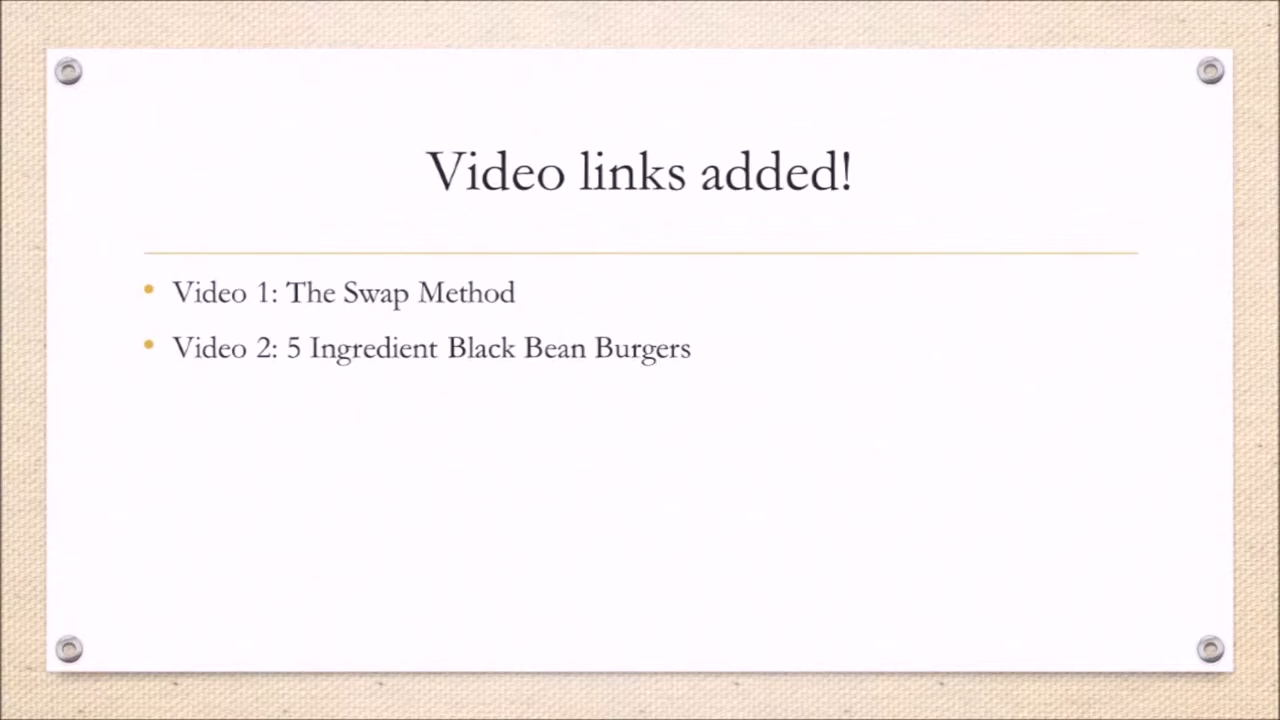 Video links added!
Video 1: The Swap Method
Video 2: 5 Ingredient Black Bean Burgers